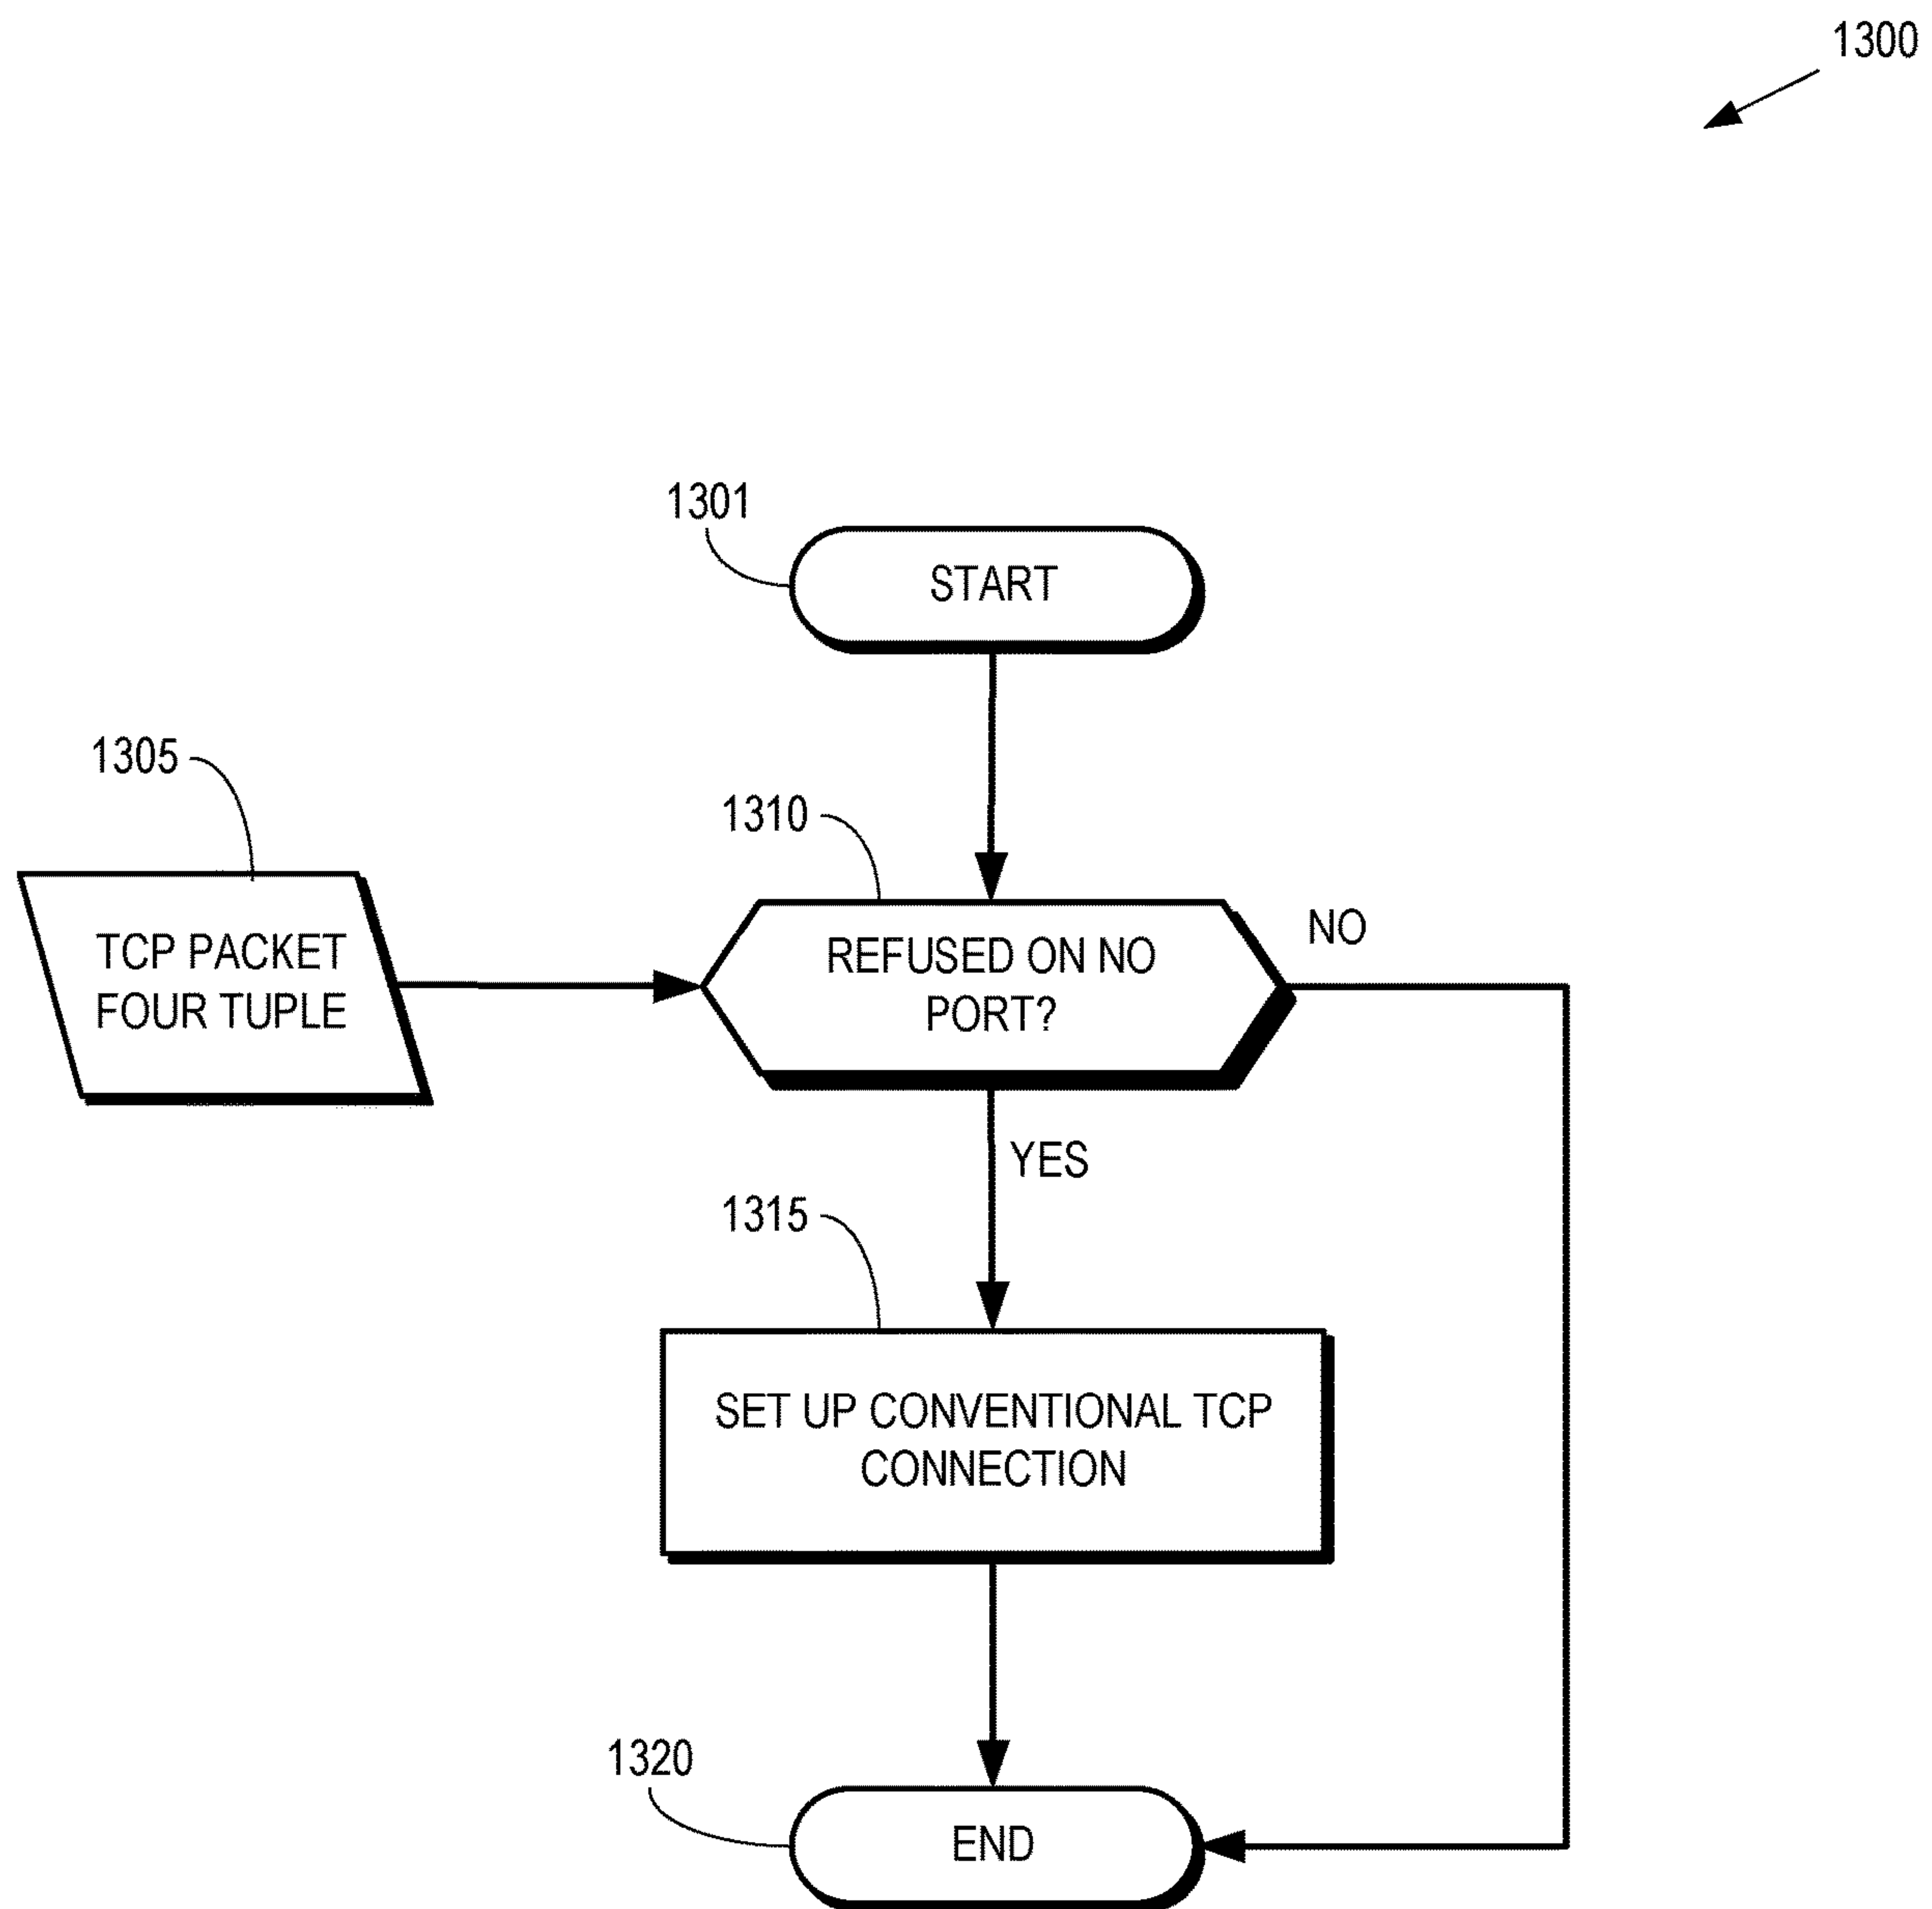 1300
1301
START
1305
1310
TCP PACKET
FOUR TUPLE
REFUSED ON NO
PORT?
NO
YES
1315
SET UP CONVENTIONAL TCP
CONNECTION
1320
END